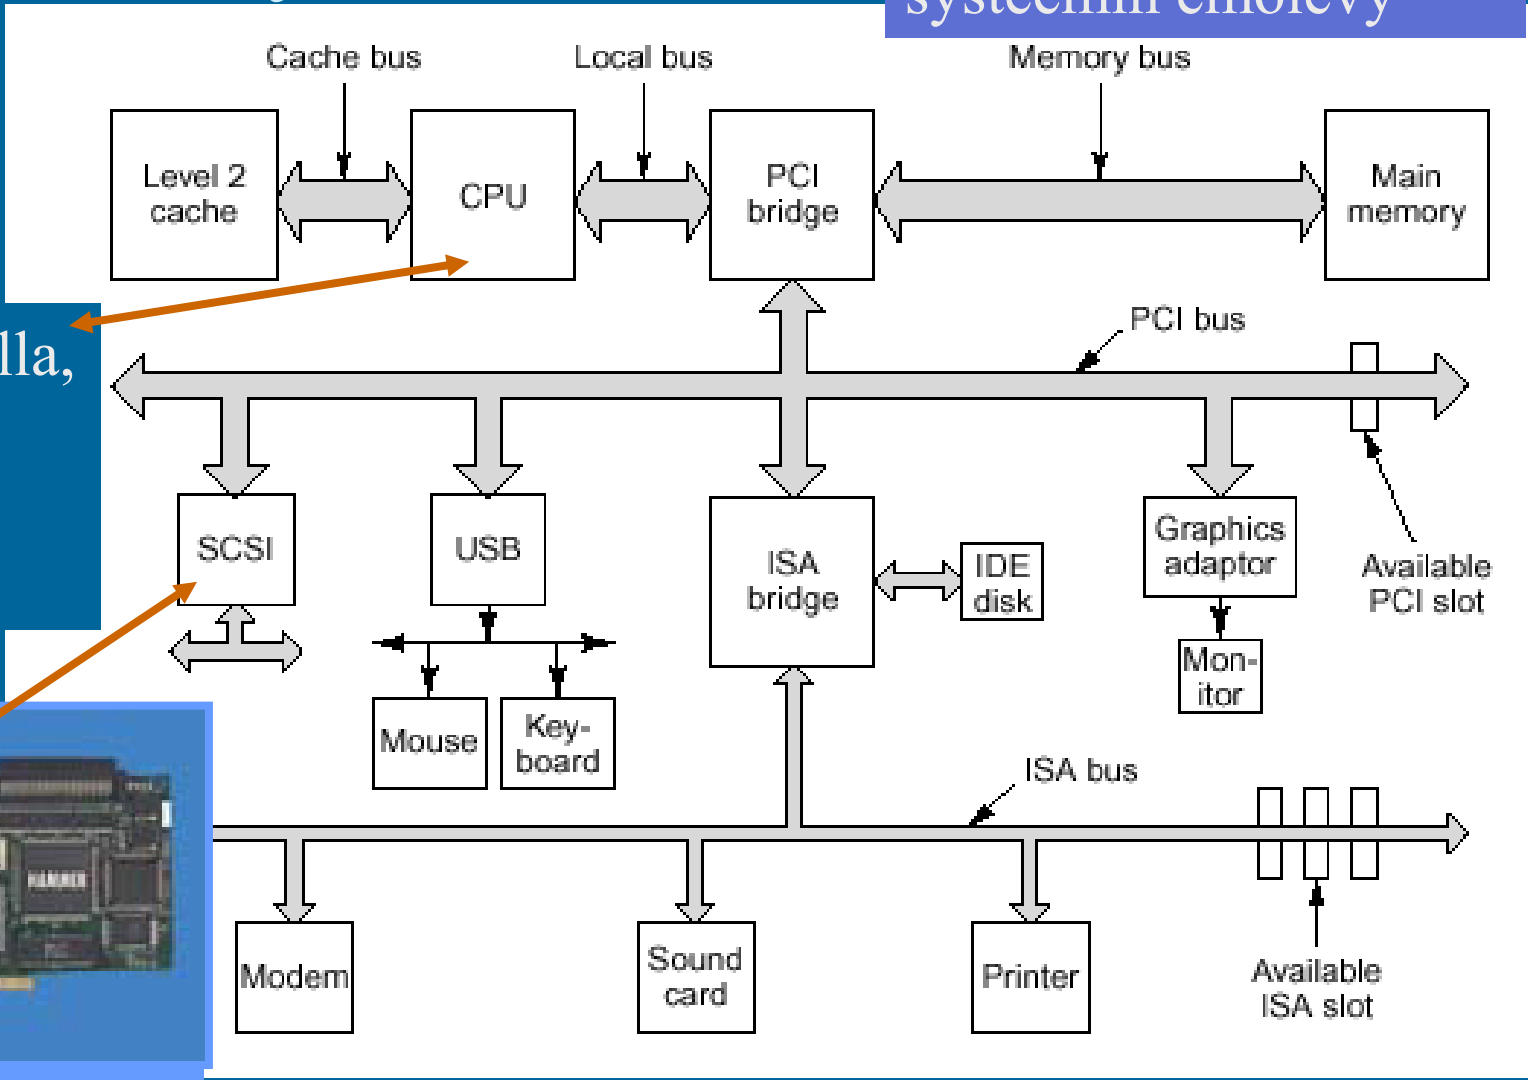 Cache bus
Local bus
Memory bus
Level 2
cache
CPU
PCI
bridge
Main
memory
PCI bus
lla,
SCSI
USB
ISA
bridge
IDE
disk
Graphics
adaptor
Available
PCI slot
Mon-
itor
Mouse
Key-
board
ISA bus
HAMMER
Modem
Sound
card
Printer
Available
ISA slot